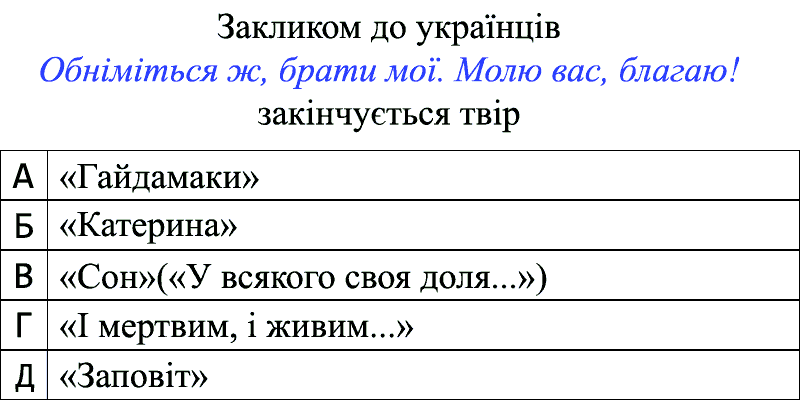 Закликом до українців
Обніміться ж, брати мої. Молю вас, благаю!
закінчується твір
А «Гайдамаки»
Б «Катерина»
В «Сон»(«У всякого своя доля...»)
Г «І мертвим, і живим...»
Д «Заповіт»